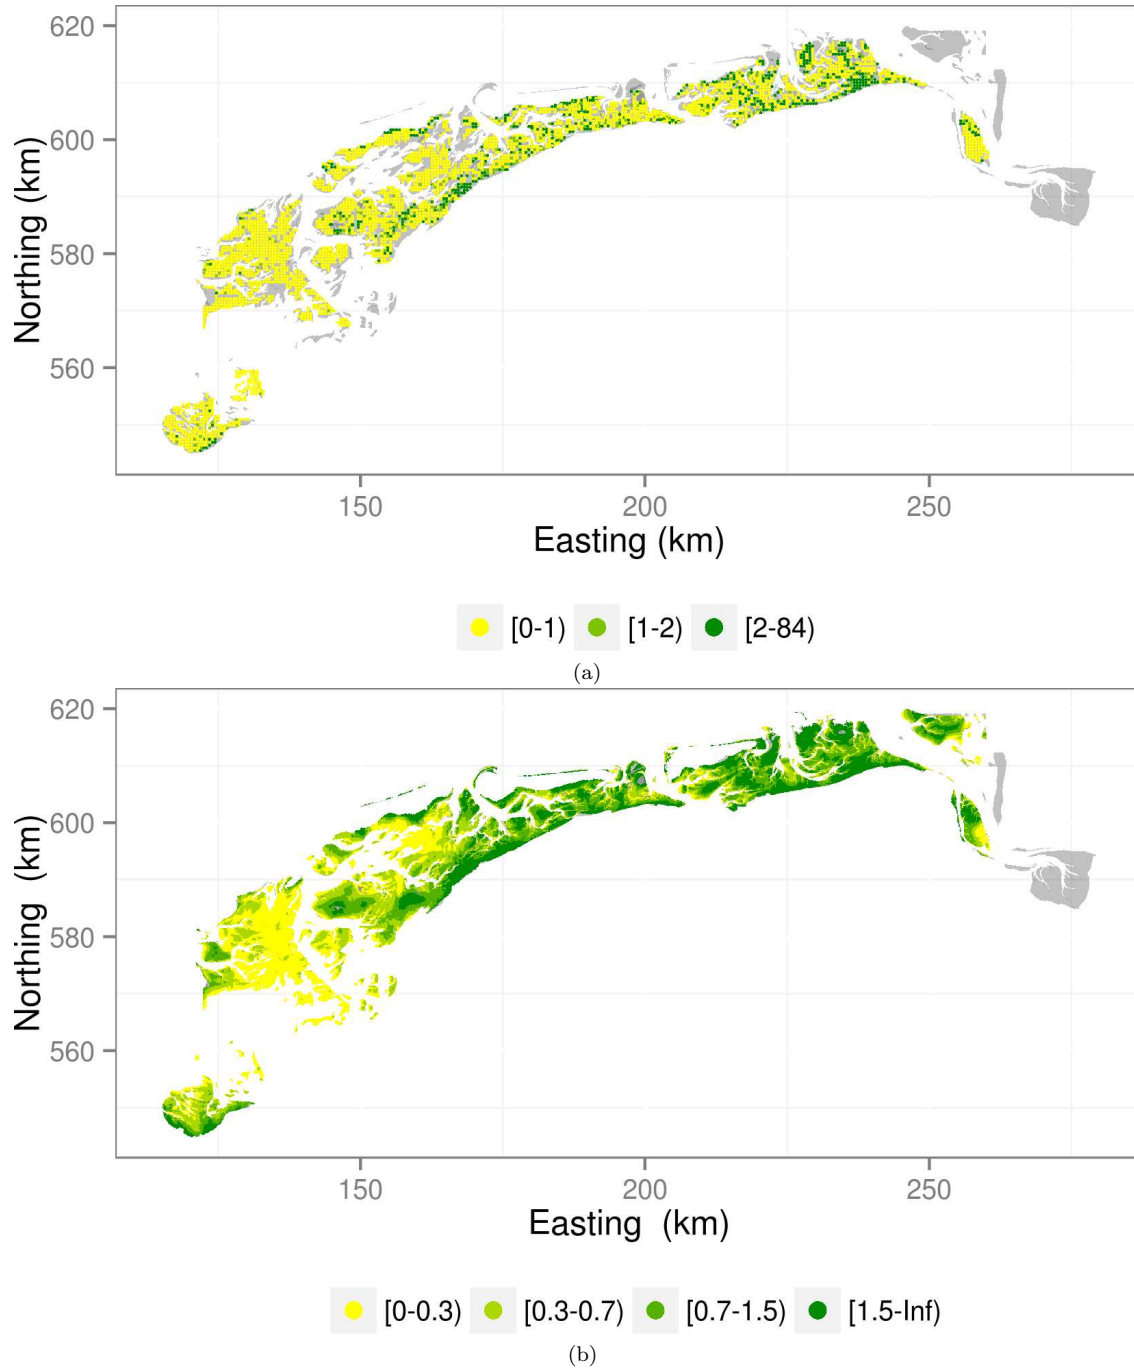 620
600
580
560
Northing (km)
150 200 250
Easting (km)
[0-1) [1-2) [2-84)
(a)
620
600
580
560
Northing (km)
150 200 250
Easting (km)
[0-0.3) [0.3-0.7) [0.7-1.5) [1.5-Inf)
(b)